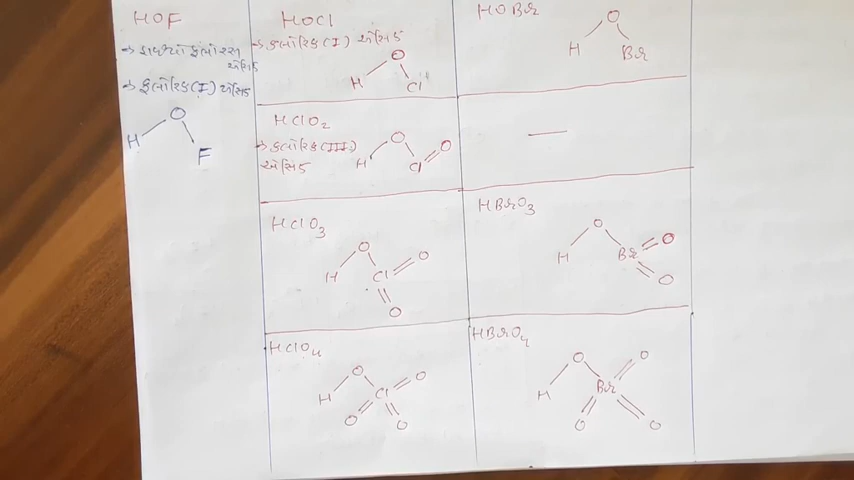 HOF
→ હાઇપો ફ્લોરસ
એસિડ
→ ફ્લોરિક(I) એસિડ
O
H
F
HOCl
→ ક્લોરિક(I) એસિડ
O
H
Cl
HOBr
O
H
Br
HClO2
→ ક્લોરિક(III)
એસિડ
O
O
H
Cl
—
HClO3
O
O
H
Cl
O
HBrO3
O
O
H
Br
O
HClO4
O
O
H
Cl
O
O
HBrO4
O
O
Br
H
O
O